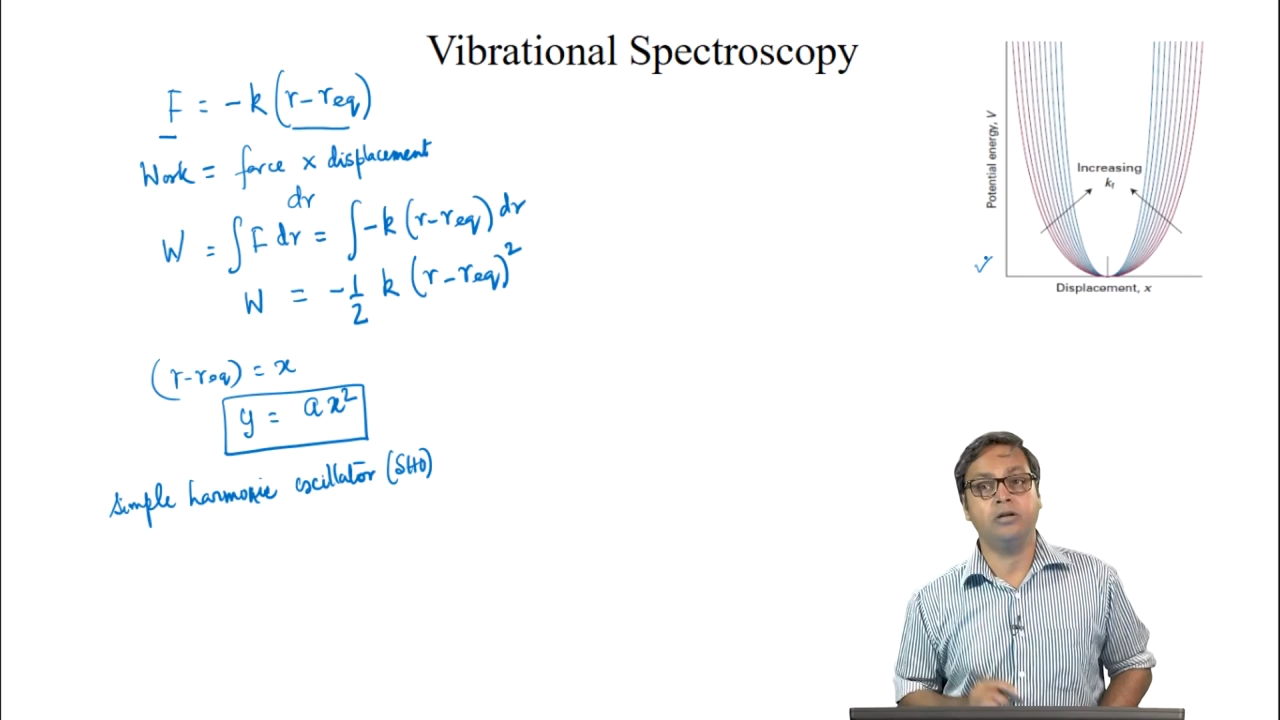 Vibrational Spectroscopy
F = -k(r-req)
Work = force x displacement
dr
W = ∫F dr = ∫-k(r-req) dr
W = -1/2 k (r-req)²
(r-req) = x
y = ax²
Simple harmonic oscillator (SHO)
Potential energy, V
Increasing
kf
Displacement, x